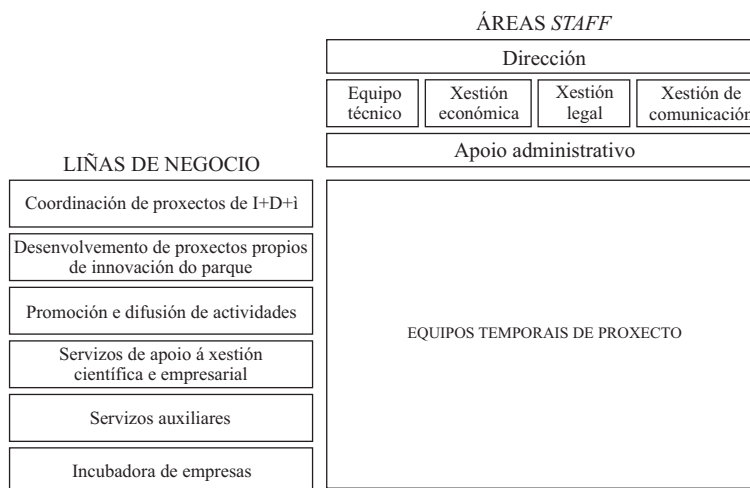 ÁREAS STAFF
Dirección
Equipo
técnico
Xestión
económica
Xestión
legal
Xestión de
comunicación
Apoio administrativo
LIÑAS DE NEGOCIO
Coordinación de proxectos de I+D+ì
Desenvolvemento de proxectos propios
de innovación do parque
Promoción e difusión de actividades
Servizos de apoio á xestión
científica e empresarial
Servizos auxiliares
Incubadora de empresas
EQUIPOS TEMPORAIS DE PROXECTO